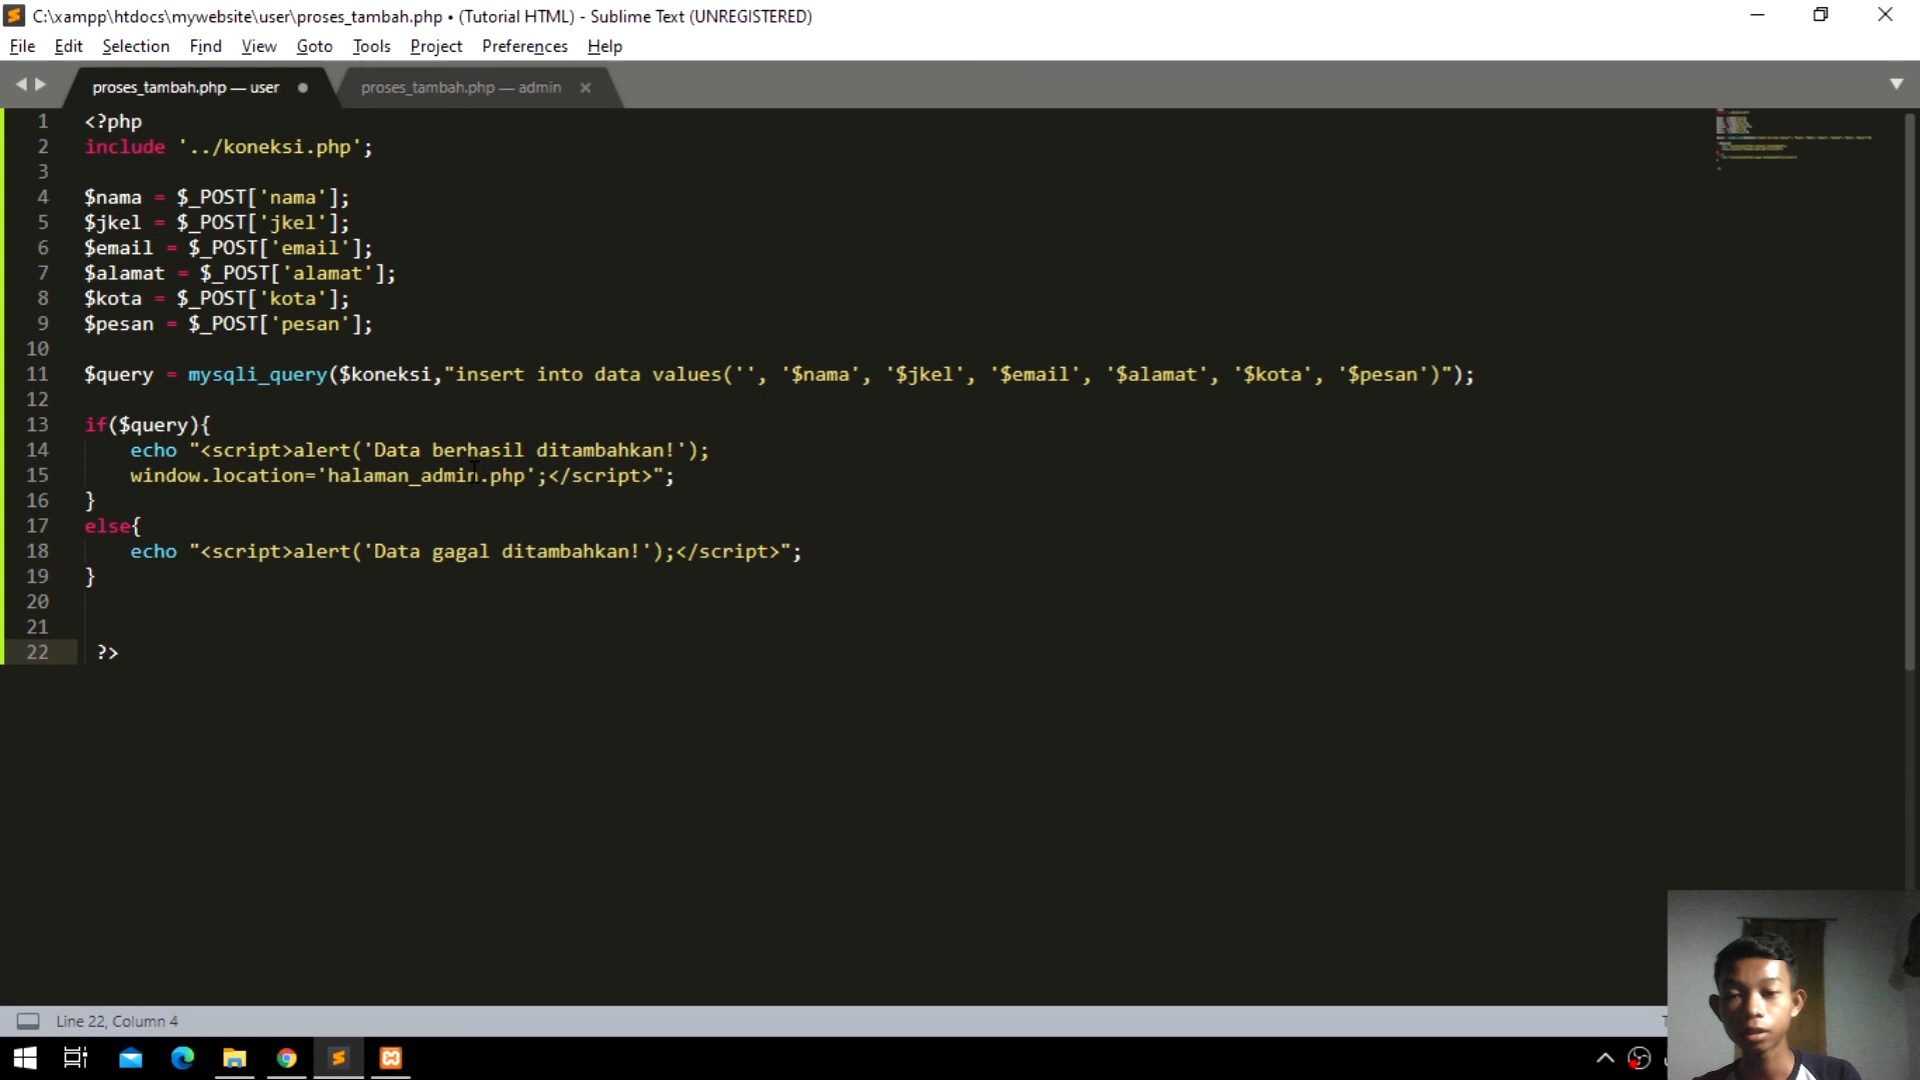 C:\xampp\htdocs\mywebsite\user\proses_tambah.php • (Tutorial HTML) - Sublime Text (UNREGISTERED)
File Edit Selection Find View Goto Tools Project Preferences Help
proses_tambah.php — user proses_tambah.php — admin
1 <?php
2 include '../koneksi.php';
3
4 $nama = $_POST['nama'];
5 $jkel = $_POST['jkel'];
6 $email = $_POST['email'];
7 $alamat = $_POST['alamat'];
8 $kota = $_POST['kota'];
9 $pesan = $_POST['pesan'];
10
11 $query = mysqli_query($koneksi,"insert into data values('', '$nama', '$jkel', '$email', '$alamat', '$kota', '$pesan')");
12
13 if($query){
14 echo "<script>alert('Data berhasil ditambahkan!');
15 window.location='halaman_admin.php';</script>";
16 }
17 else{
18 echo "<script>alert('Data gagal ditambahkan!');</script>";
19 }
20
21
22 ?>
Line 22, Column 4